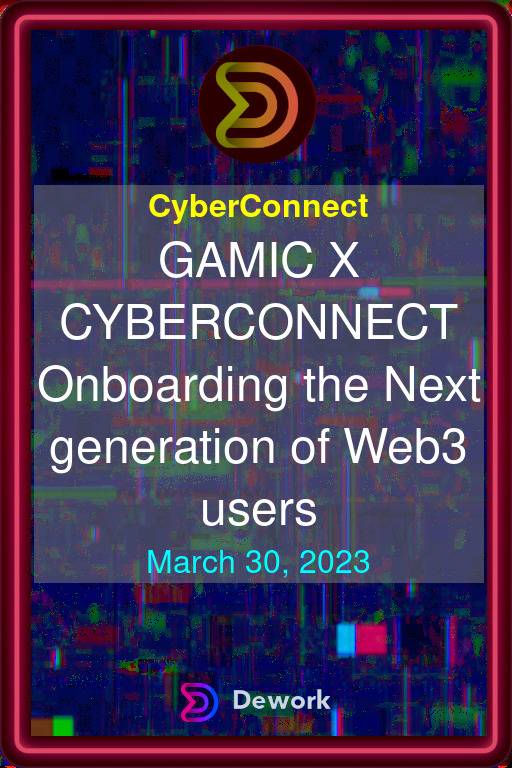 CyberConnect
GAMIC X
CYBERCONNECT
Onboarding the Next
generation of Web3
users
March 30, 2023
Dework